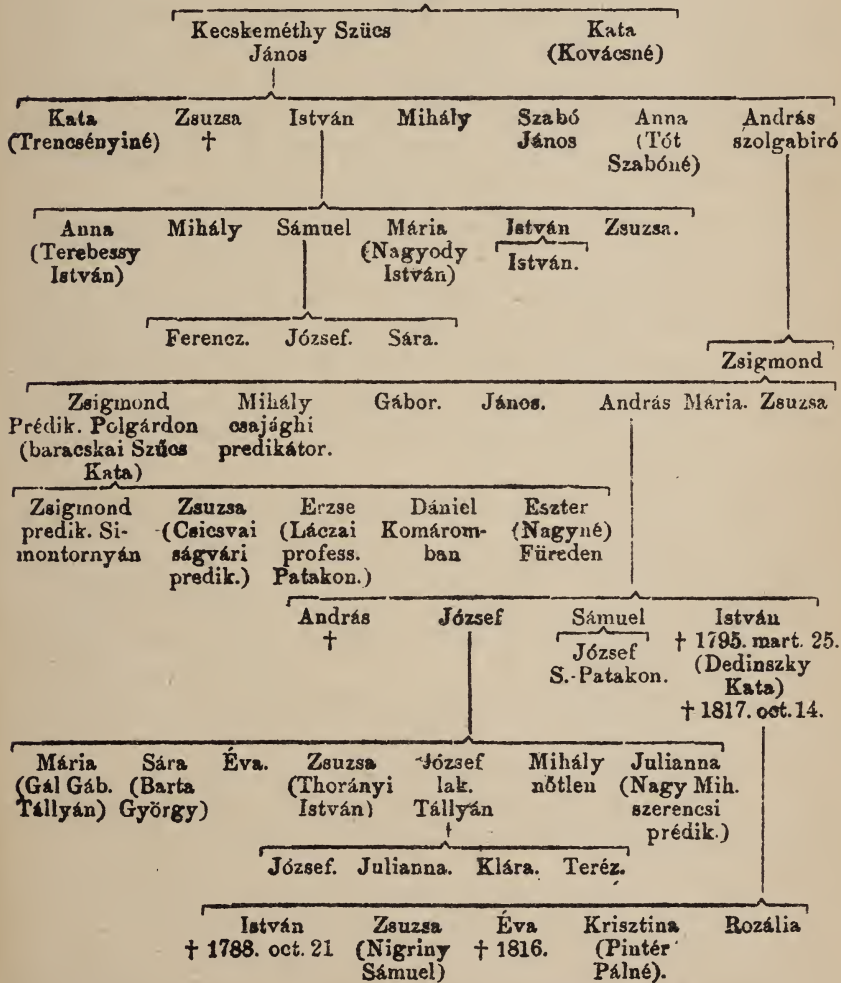 Kecskeméthy Szücs Kata
János (Kovácsné)
Kata Zsuzsa István Mihály Szabó Anna András
(Trencsényiné) † János (Tót szolgabiró
Szabóné)
Anna Mihály Sámuel Mária István Zsuzsa.
(Terebessy (Nagyody István.
István) István)
Ferencz. József. Sára.
Zsigmond
Zsigmond Mihály Gábor. János. András Mária. Zsuzsa
Prédik. Polgárdon csajághi
(baracskai Szűcs predikátor.
Kata)
Zsigmond Zsuzsa Erzse Dániel Eszter
predik. Si- (Csicsvai (Láczai Komárom- (Nagyné)
montornyán ságvári profess. ban Füreden
predik.) Patakon.)
András József Sámuel István
† József † 1795. mart. 25.
S.-Patakon. (Dedinszky
Kata)
† 1817. oct. 14.
Mária Sára Éva. Zsuzsa József Mihály Julianna
(Gál Gáb. (Barta (Thorányi lak. nőtlen (Nagy Mih.
Tállyán) György) István) Tállyán szerencsi
prédik.)
József. Julianna. Klára. Teréz.
István Zsuzsa Éva Krisztina Rozália
† 1788. oct. 21 (Nigriny † 1816. (Pintér
Sámuel) Pálné).